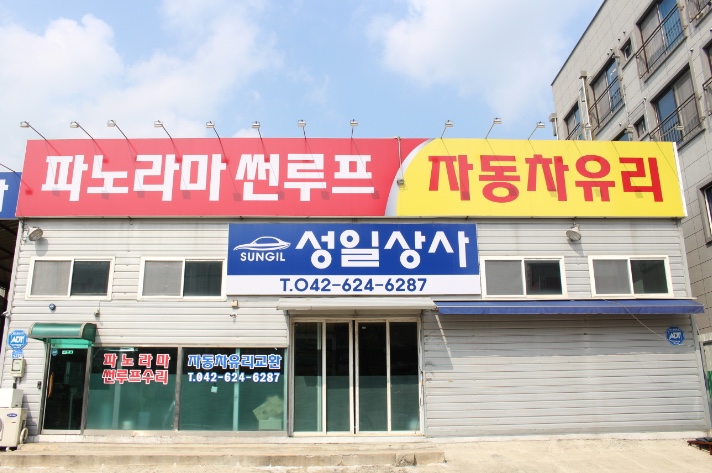 파노라마 썬루프
자동차유리
SUNGIL
성일상사
T.042-624-6287
ADT
파노라마
썬루프수리
자동차유리교환
T.042-624-6287
ADT